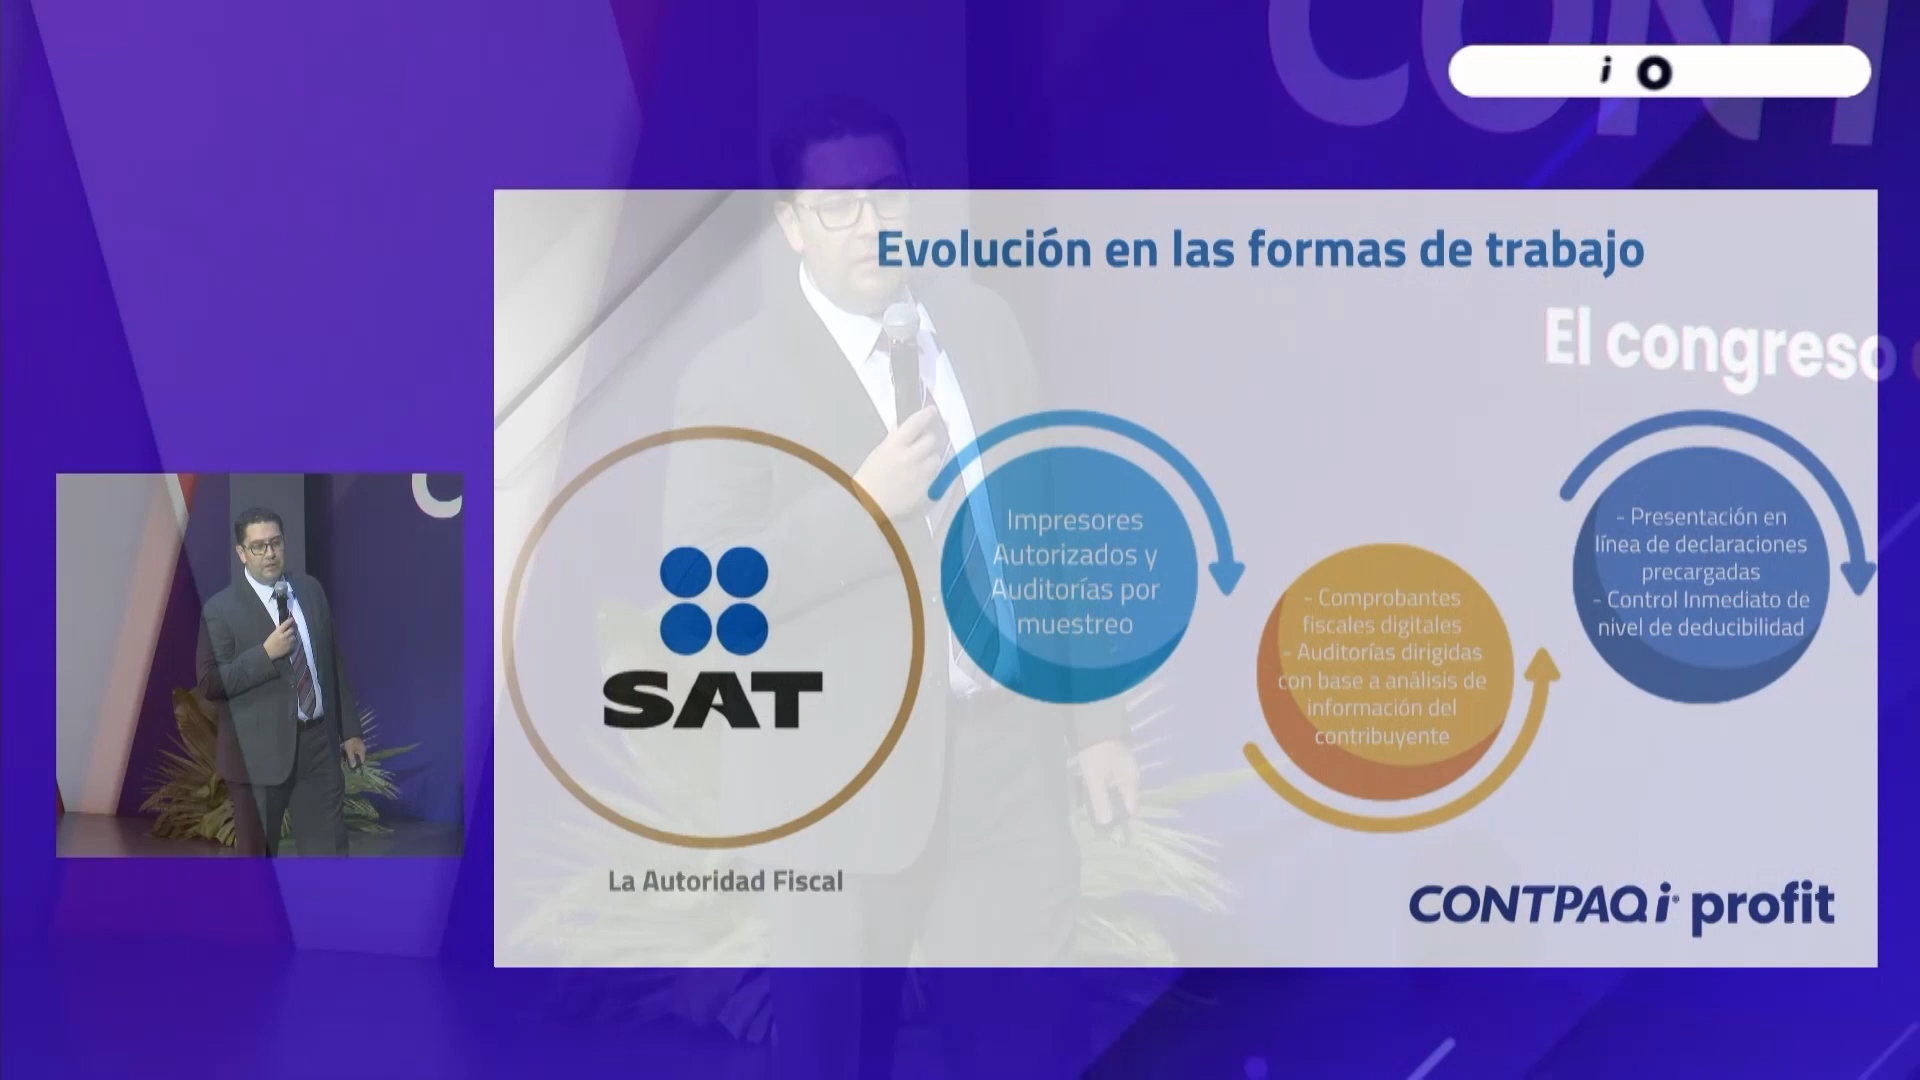 CONT
i O
Evolución en las formas de trabajo
El congreso
Impresores
Autorizados y
Auditorías por
muestreo
- Comprobantes
fiscales digitales
- Auditorías dirigidas
con base a análisis de
información del
contribuyente
- Presentación en
línea de declaraciones
precargadas
- Control Inmediato de
nivel de deducibilidad
SAT
La Autoridad Fiscal
CONTPAQi® profit
C